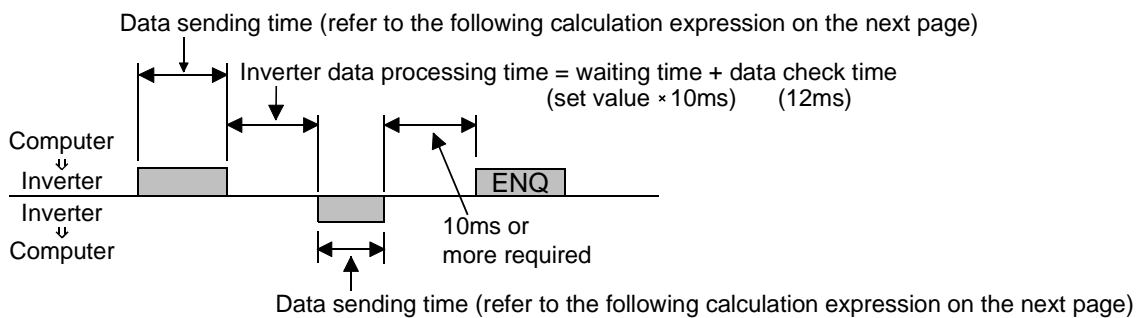 Data sending time (refer to the following calculation expression on the next page)
Inverter data processing time = waiting time + data check time
(set value × 10ms) (12ms)
Computer
⇓
Inverter
ENQ
Inverter
⇓
Computer
10ms or
more required
Data sending time (refer to the following calculation expression on the next page)